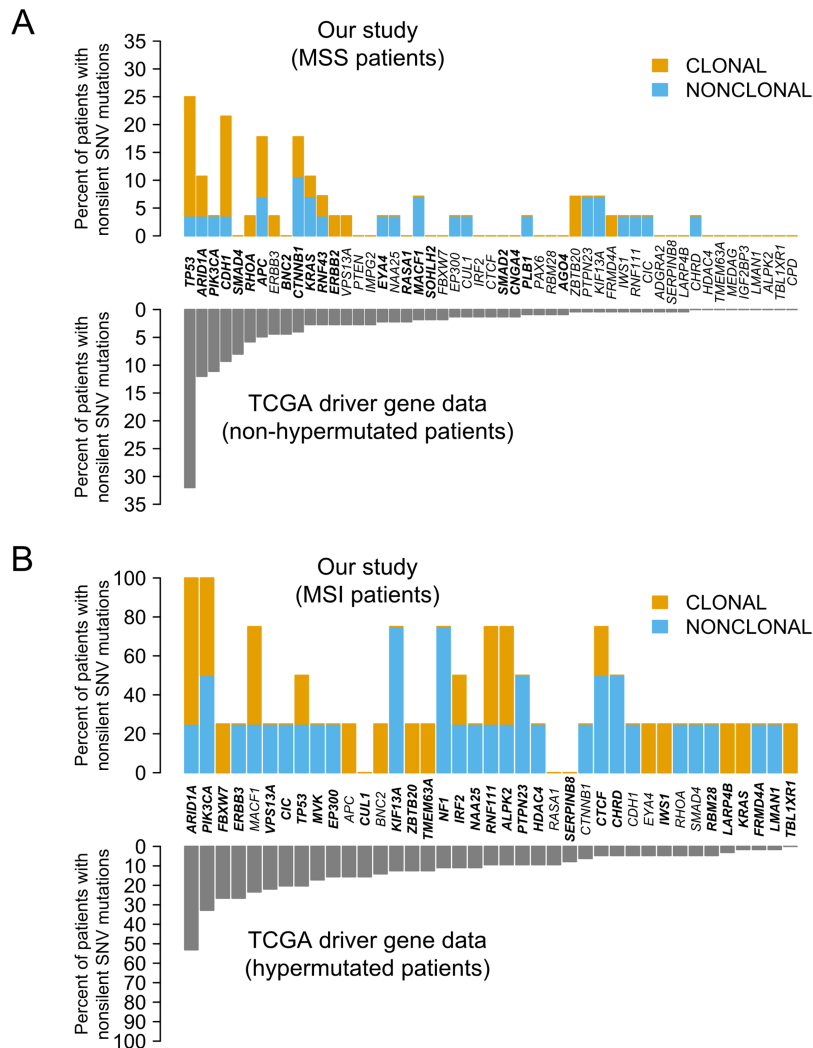 A
Our study
(MSS patients)
Percent of patients with
nonsilent SNV mutations
35
30
25
20
15
10
5
0
CLONAL
NONCLONAL
TP53 ARID1A PIK3CA CDH1 SMAD4 RHOA APC ERBB3 BNC2 CTNNB1 KRAS RNF43 ERBB2 VPS13A PTEN IMPG2 EYA4 NAA25 RASA1 MACF1 SOHLH2 FBXW7 EP300 CUL1 IRF2 CTCF SMAD2 CNGA4 PLB1 PAX6 RBM28 AGO4 ZBTB20 PTPN23 KIF13A FRMD4A IWS1 RNF111 CIC ADGRA2 SERPINB8 LARP4B CHRD HDAC4 TMEM63A MEDAG IGF2BP3 LMAN1 ALPK2 TBL1XR1 CPD
Percent of patients with
nonsilent SNV mutations
0
5
10
15
20
25
30
35
TCGA driver gene data
(non-hypermutated patients)
B
Our study
(MSI patients)
Percent of patients with
nonsilent SNV mutations
100
80
60
40
20
0
CLONAL
NONCLONAL
ARID1A PIK3CA FBXW7 ERBB3 MACF1 VPS13A CIC TP53 MVK EP300 APC CUL1 BNC2 KIF13A ZBTB20 TMEM63A NF1 IRF2 NAA25 RNF111 ALPK2 PTPN23 HDAC4 RASA1 SERPINB8 CTNNB1 CTCF CHRD CDH1 EYA4 IWS1 RHOA SMAD4 RBM28 LARP4B KRAS FRMD4A LMAN1 TBL1XR1
Percent of patients with
nonsilent SNV mutations
0
10
20
30
40
50
60
70
80
90
100
TCGA driver gene data
(hypermutated patients)